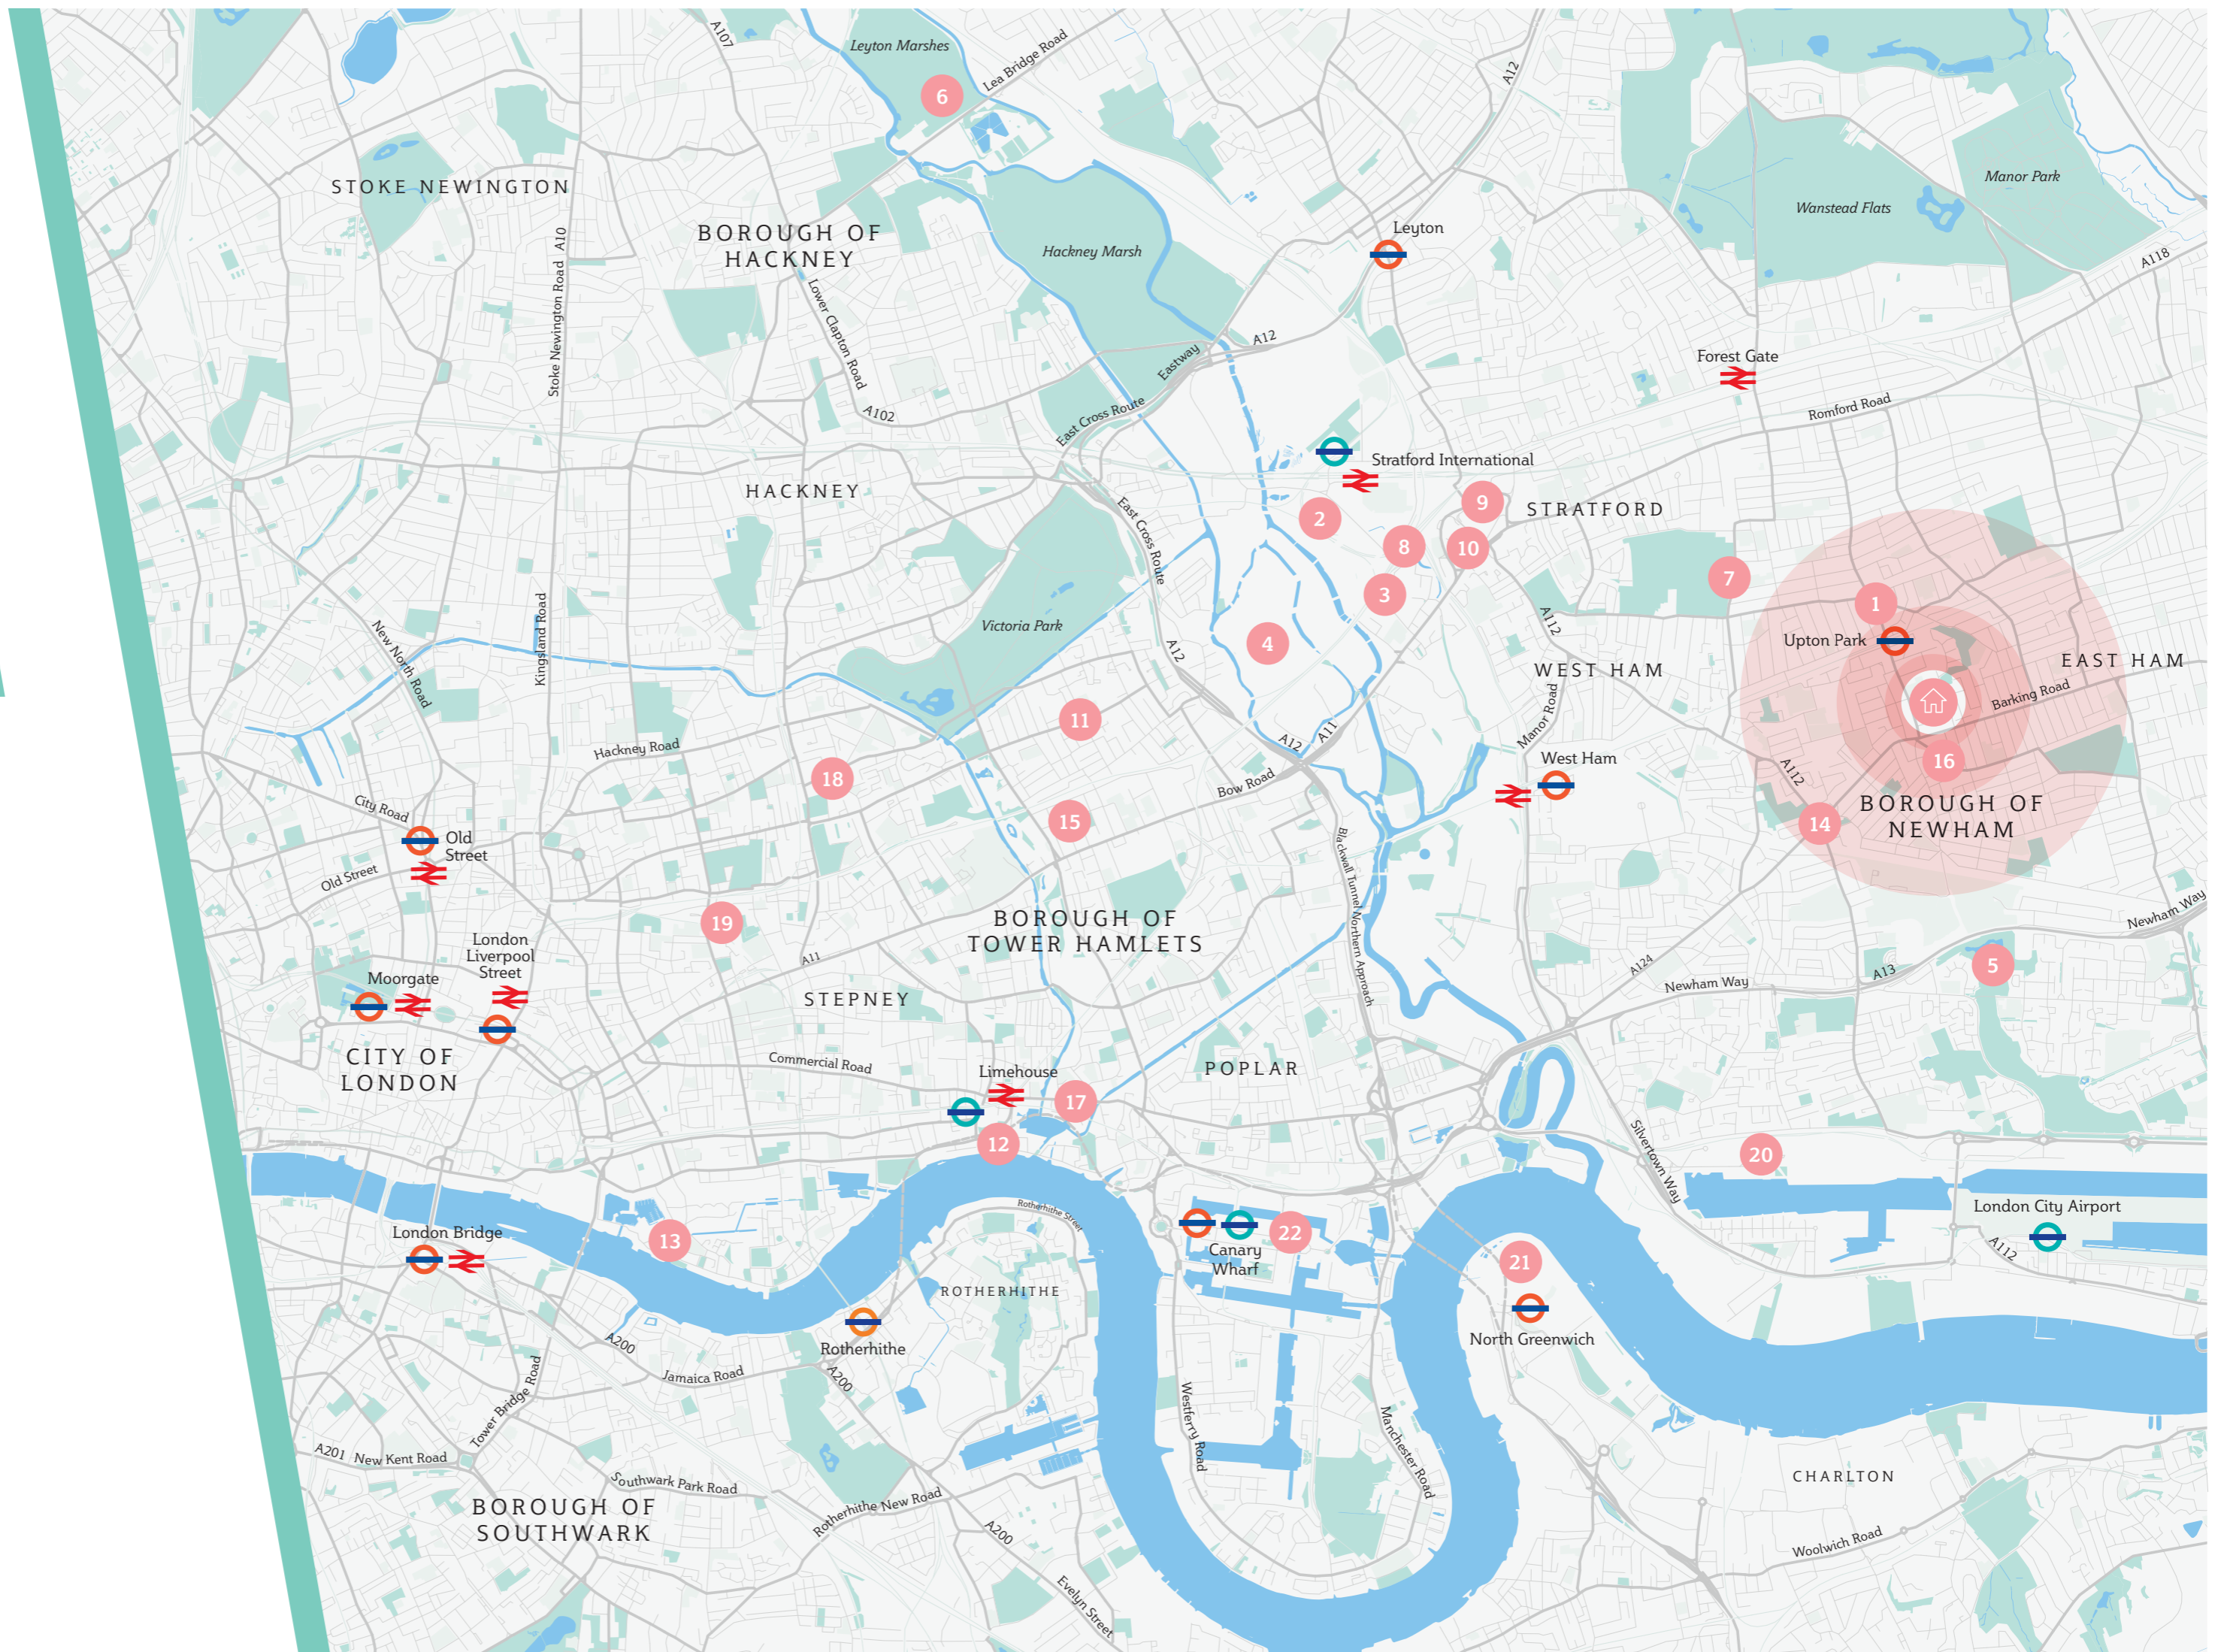 A107
Leyton Marshes
Lea Bridge Road
6
A12
STOKE NEWINGTON
Manor Park
Wanstead Flats
BOROUGH OF
HACKNEY
Leyton
Hackney Marsh
A118
Stoke Newington Road A10
Lower Clapton Road
A12
Eastway
Forest Gate
East Cross Route
A102
Romford Road
Stratford International
HACKNEY
9
STRATFORD
2
East Cross Route
8
10
7
3
1
A112
Victoria Park
Kingsland Road
New North Road
4
A12
Upton Park
WEST HAM
EAST HAM
Barking Road
Manor Road
11
A12
A11
Hackney Road
West Ham
16
18
A112
Bow Road
City Road
BOROUGH OF
NEWHAM
15
14
Old
Street
Old Street
Blackwall Tunnel Northern Approach
19
BOROUGH OF
TOWER HAMLETS
Newham Way
London
Liverpool
Street
A11
A124
A13
5
Moorgate
Newham Way
STEPNEY
CITY OF
LONDON
Commercial Road
Limehouse
POPLAR
17
12
Silvertown Way
20
London City Airport
London Bridge
13
Rotherhithe Street
22
Canary
Wharf
A112
21
ROTHERHITHE
North Greenwich
Rotherhithe
A200
Jamaica Road
A200
Tower Bridge Road
Westferry Road
Manchester Road
A201 New Kent Road
CHARLTON
Southwark Park Road
Rotherhithe New Road
BOROUGH OF
SOUTHWARK
A200
Woolwich Road
Evelyn Street